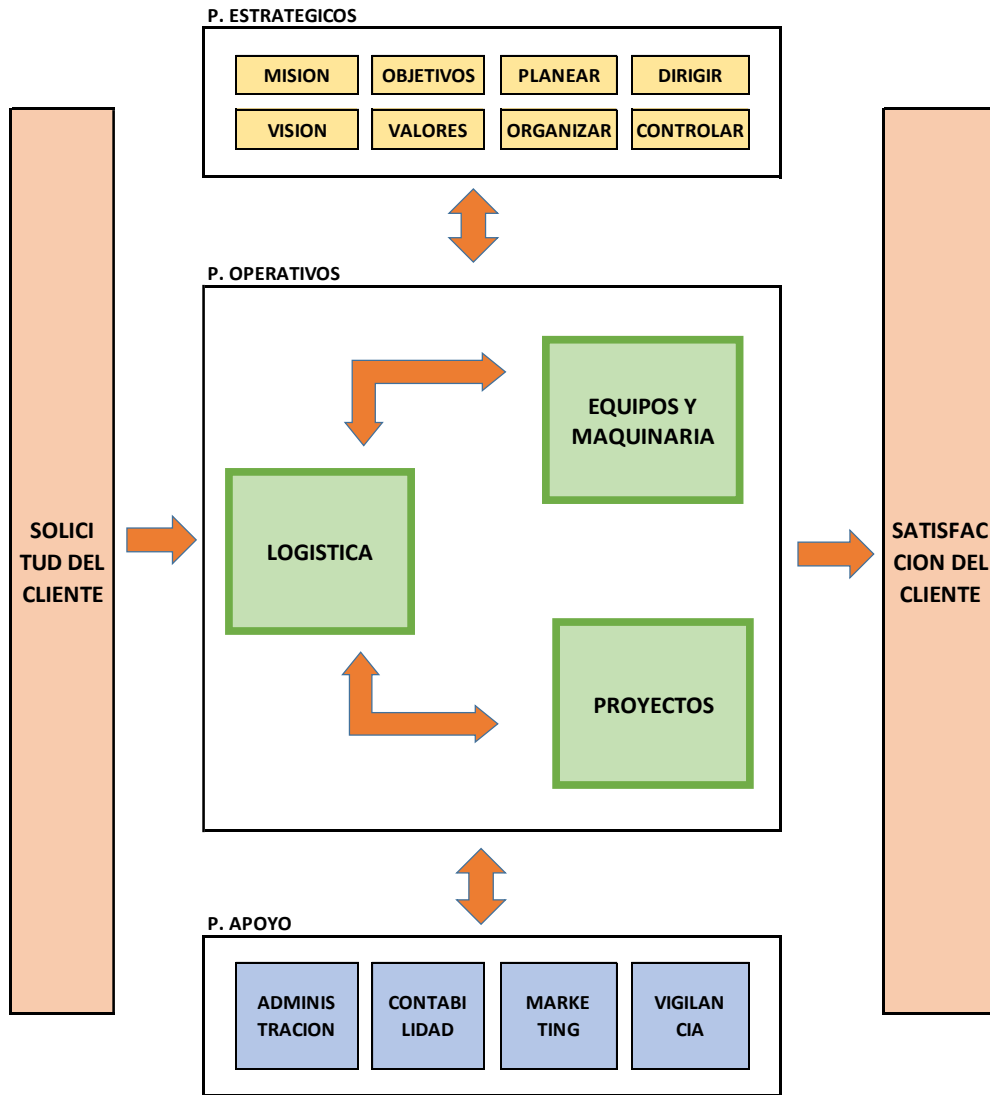 P. ESTRATEGICOS
MISION
OBJETIVOS
PLANEAR
DIRIGIR
VISION
VALORES
ORGANIZAR
CONTROLAR
P. OPERATIVOS
EQUIPOS Y
MAQUINARIA
LOGISTICA
PROYECTOS
SOLICI
TUD DEL
CLIENTE
SATISFAC
CION DEL
CLIENTE
P. APOYO
ADMINIS
TRACION
CONTABI
LIDAD
MARKE
TING
VIGILAN
CIA